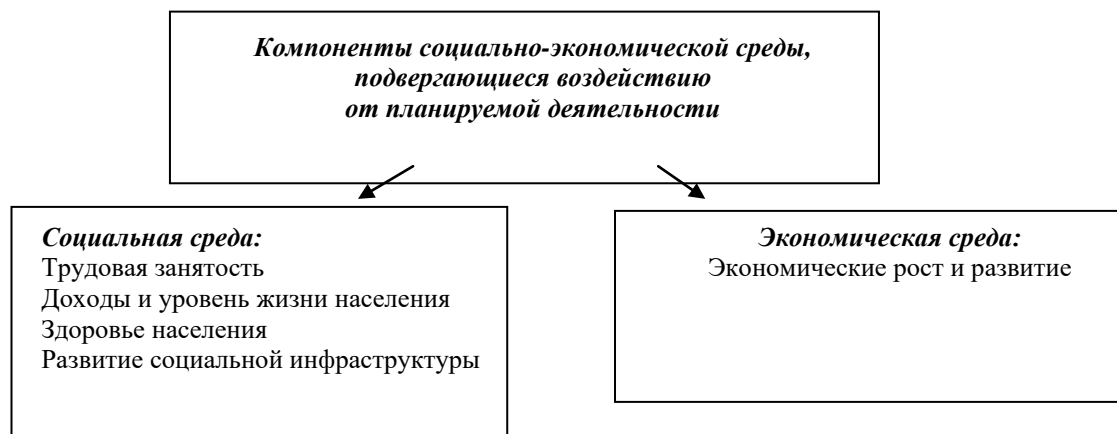 Компоненты социально-экономической среды,
подвергающиеся воздействию
от планируемой деятельности
Социальная среда:
Трудовая занятость
Доходы и уровень жизни населения
Здоровье населения
Развитие социальной инфраструктуры
Экономическая среда:
Экономические рост и развитие